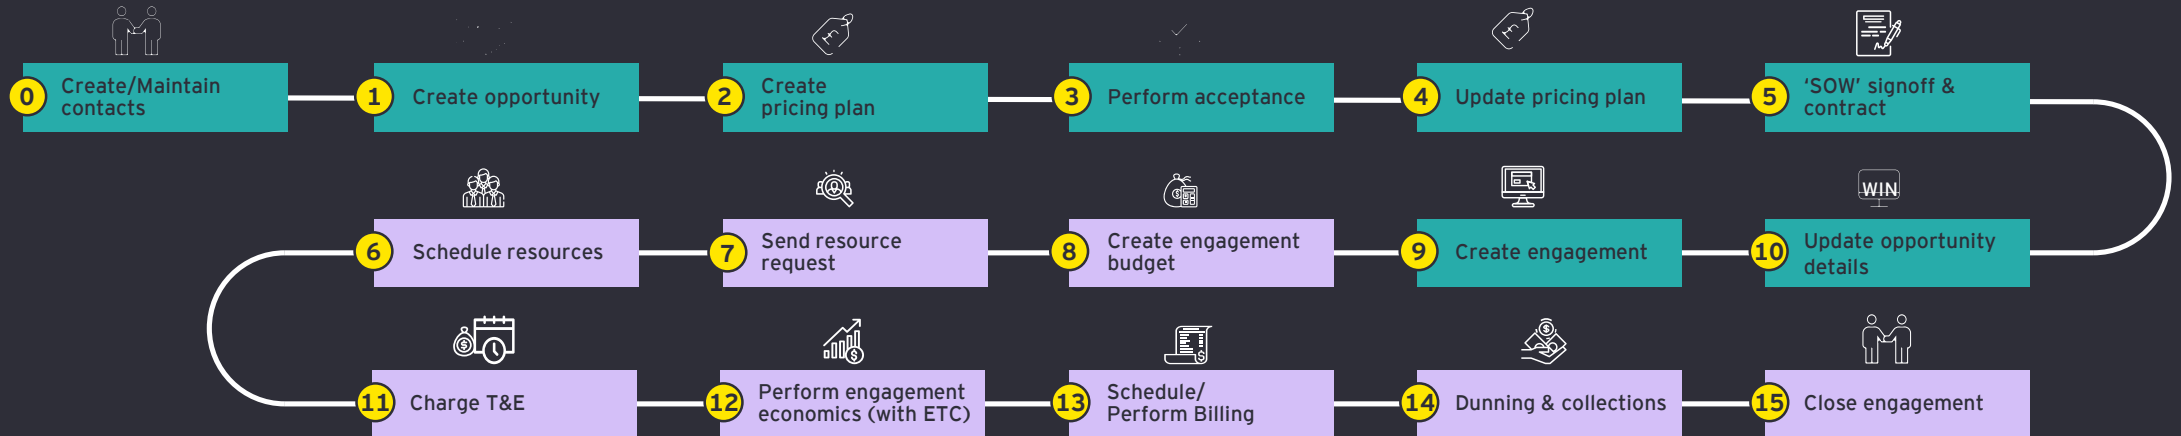 0
Create/Maintain
contacts
1
Create opportunity
2
Create
pricing plan
3
Perform acceptance
4
Update pricing plan
5
‘SOW’ signoff &
contract
6
Schedule resources
7
Send resource
request
8
Create engagement
budget
9
Create engagement
WIN
10
Update opportunity
details
11
Charge T&E
12
Perform engagement
economics (with ETC)
13
Schedule/
Perform Billing
14
Dunning & collections
15
Close engagement